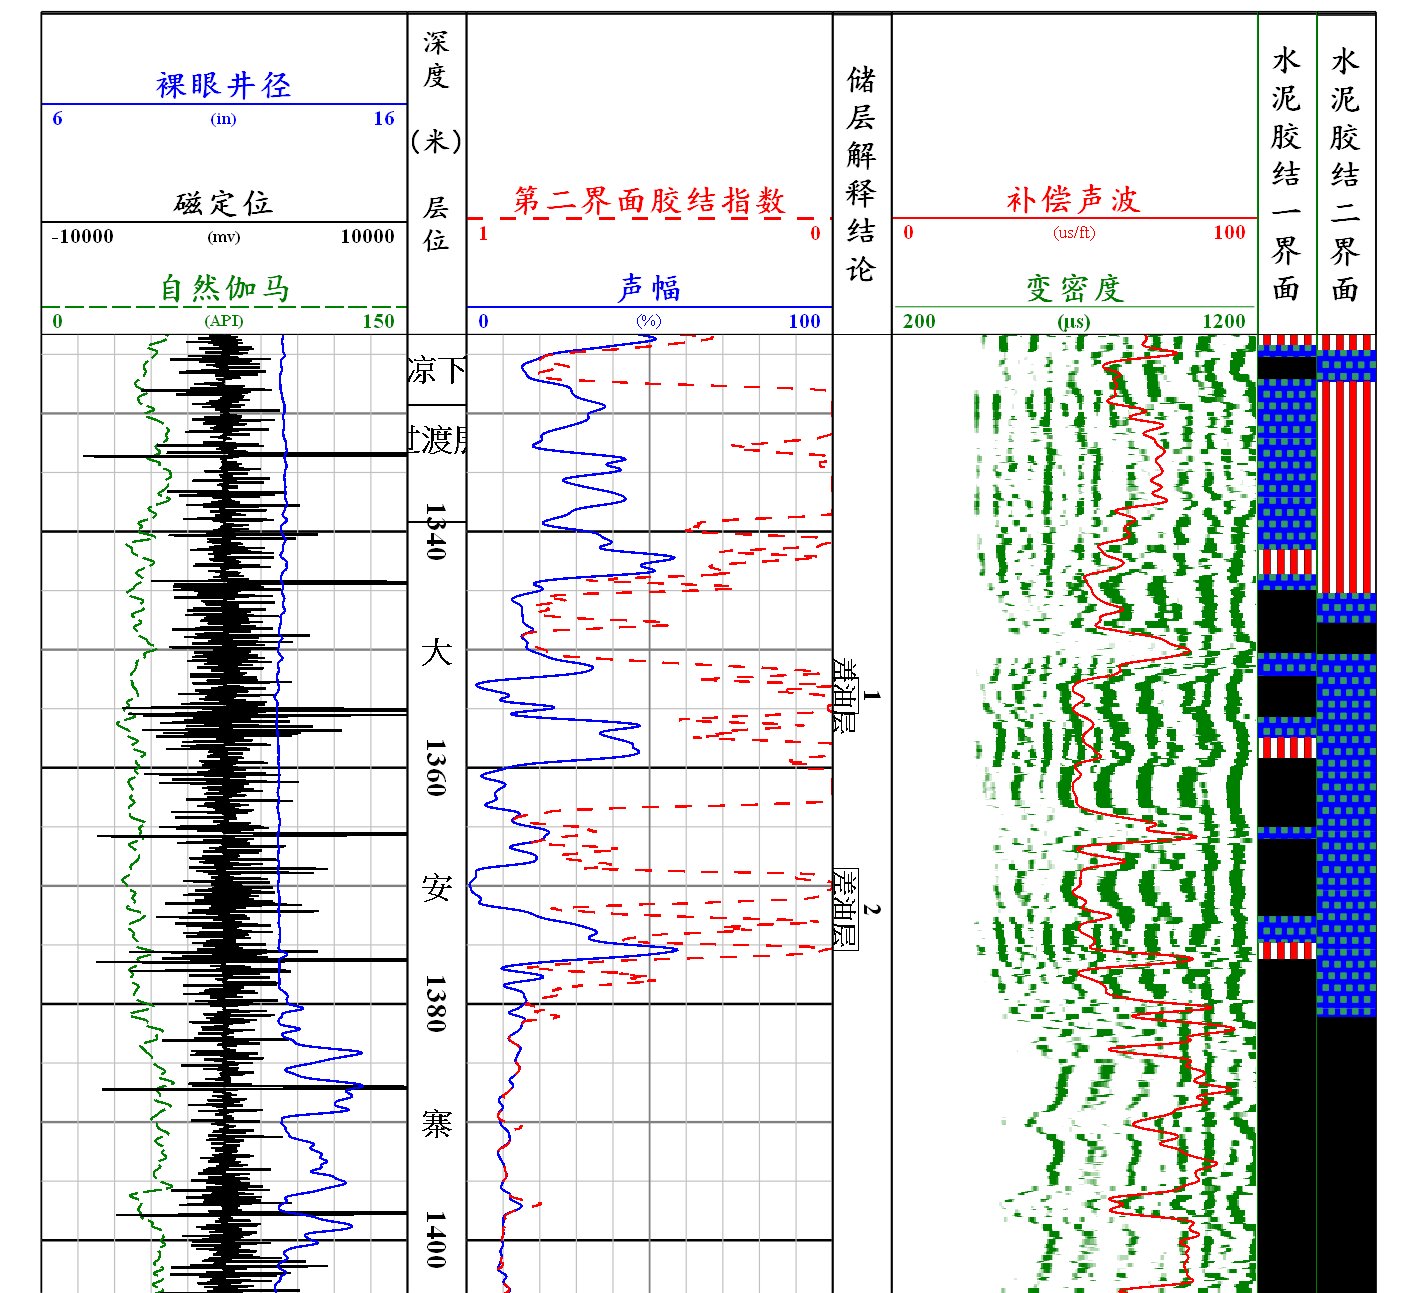 裸眼井径
6 (in) 16
磁定位
-10000 (mv) 10000
自然伽马
0 (API) 150
深度
(米)
层位
第二界面胶结指数
1 0
声幅
0 (%) 100
储层解释结论
补偿声波
0 (us/ft) 100
变密度
200 (μs) 1200
水泥胶结一界面
水泥胶结二界面
凉下
过渡层
1340
大
1360
安
1380
寨
1400
1
差油层
2
差油层